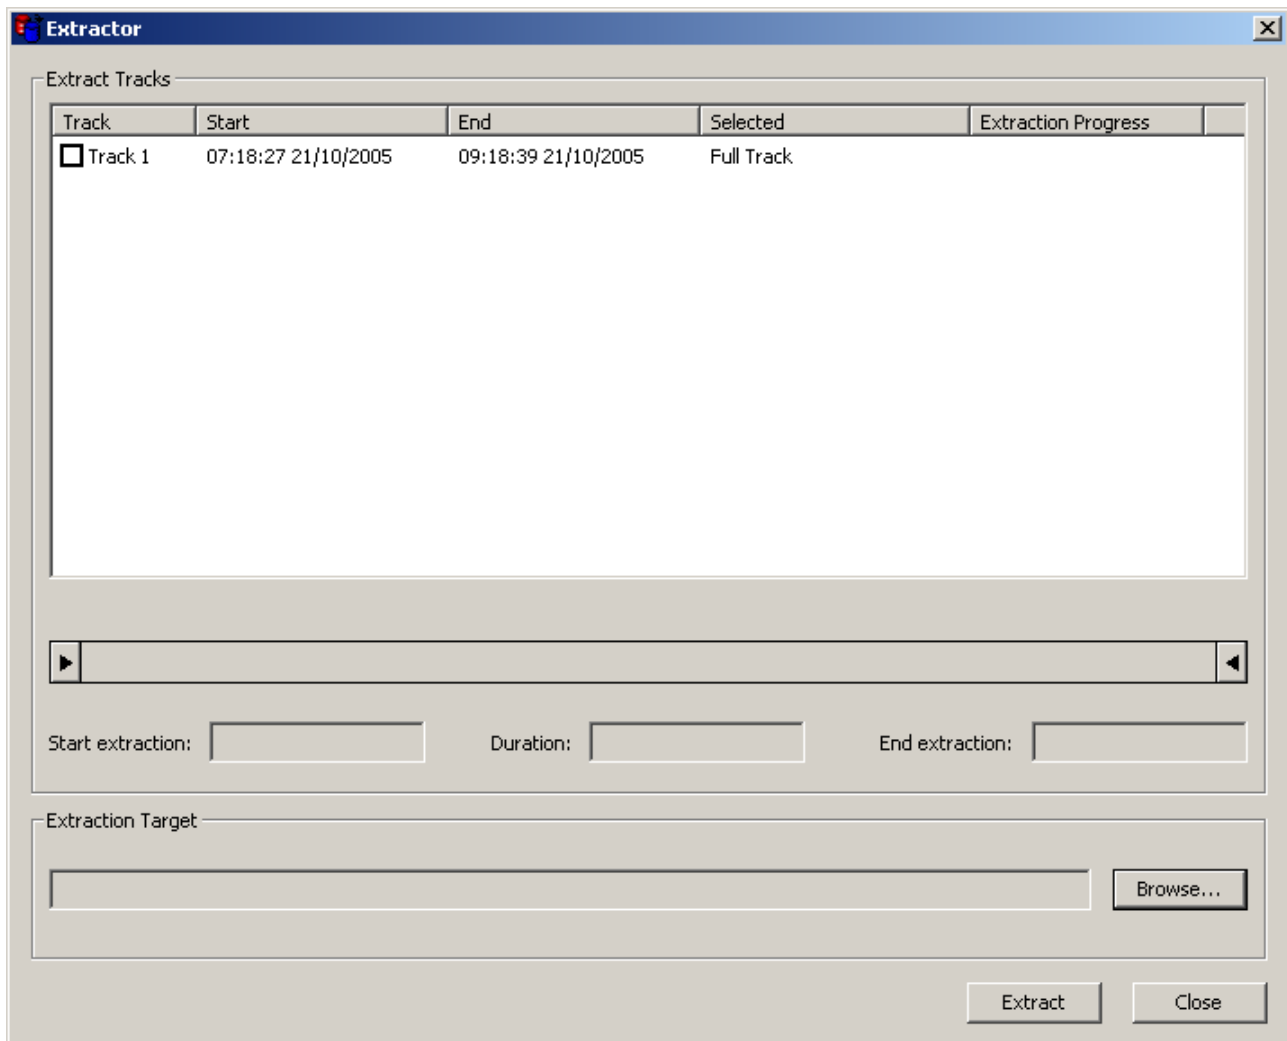 Extractor
Extract Tracks
Track Start End Selected Extraction Progress
Track 1 07:18:27 21/10/2005 09:18:39 21/10/2005 Full Track
Start extraction: Duration: End extraction:
Extraction Target
Browse...
Extract Close